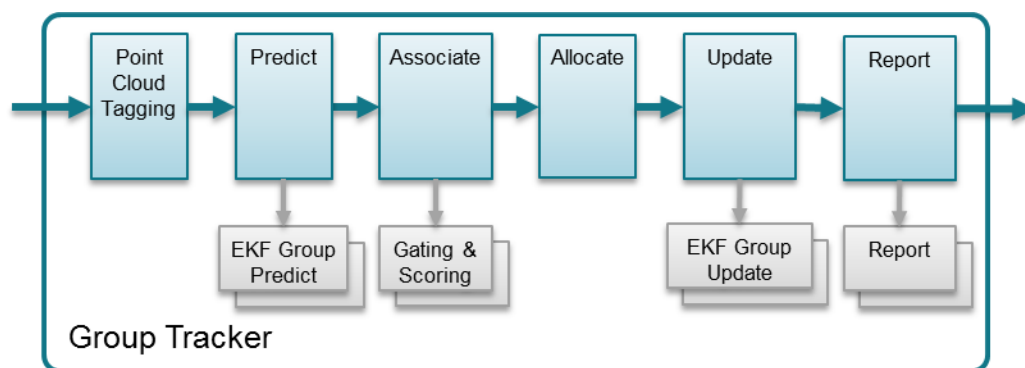 Point
Cloud
Tagging
Predict
Associate
Allocate
Update
Report
EKF Group
Predict
Gating &
Scoring
EKF Group
Update
Report
Group Tracker